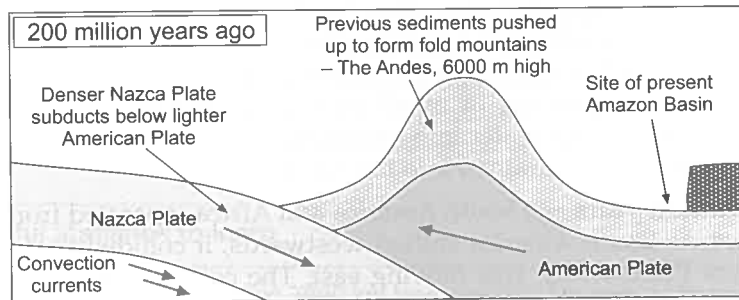 200 million years ago
Previous sediments pushed
up to form fold mountains
– The Andes, 6000 m high
Denser Nazca Plate
subducts below lighter
American Plate
Site of present
Amazon Basin
Nazca Plate
Convection
currents
American Plate